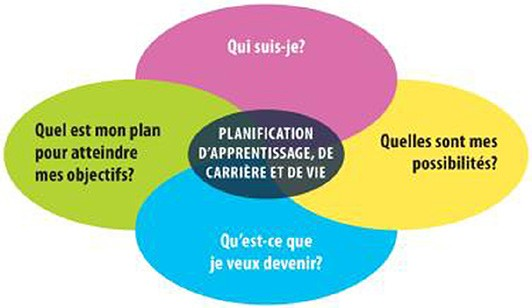 Qui suis-je?
Quel est mon plan
pour atteindre
mes objectifs?
PLANIFICATION
D'APPRENTISSAGE, DE
CARRIÈRE ET DE VIE
Quelles sont mes
possibilités?
Qu'est-ce que
je veux devenir?